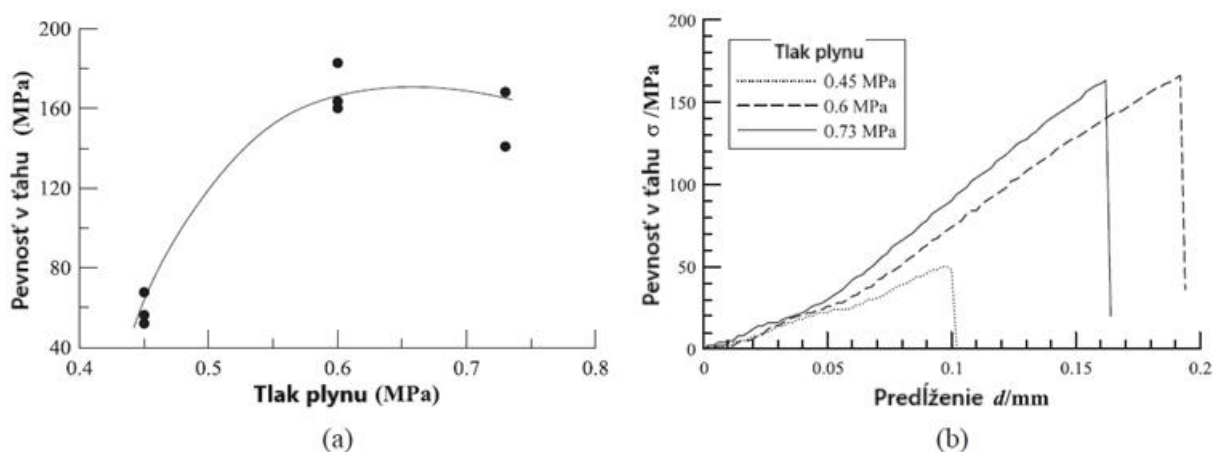 200
160
120
80
40
0.4
0.5
0.6
0.7
0.8
Pevnosť v ťahu (MPa)
Tlak plynu (MPa)
(a)
200
150
100
50
0
0
0.05
0.1
0.15
0.2
Pevnosť v ťahu σ /MPa
Tlak plynu
0.45 MPa
0.6 MPa
0.73 MPa
Predĺženie d/mm
(b)